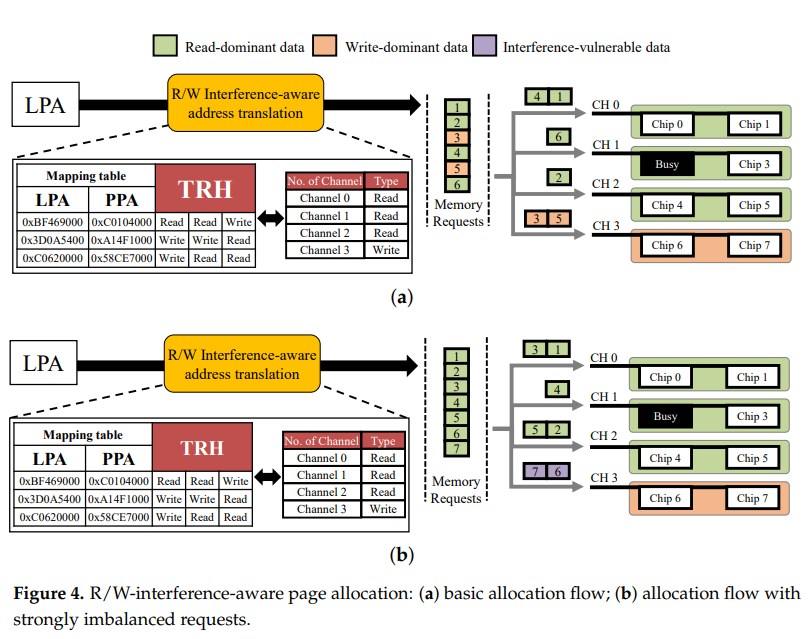 Read-dominant data Write-dominant data Interference-vulnerable data
LPA
R/W Interference-aware
address translation
Mapping table TRH
LPA PPA
0xBF469000 0xC0104000 Read Read Write
0x3D0A5400 0xA14F1000 Write Write Read
0xC0620000 0x58CE7000 Write Read Read
No. of Channel Type
Channel 0 Read
Channel 1 Read
Channel 2 Read
Channel 3 Write
1
2
3
4
5
6
Memory
Requests
4 1 CH 0 Chip 0 Chip 1
6 CH 1 Busy Chip 3
2 CH 2 Chip 4 Chip 5
3 5 CH 3 Chip 6 Chip 7
(a)
LPA
R/W Interference-aware
address translation
Mapping table TRH
LPA PPA
0xBF469000 0xC0104000 Read Read Write
0x3D0A5400 0xA14F1000 Write Write Read
0xC0620000 0x58CE7000 Write Read Read
No. of Channel Type
Channel 0 Read
Channel 1 Read
Channel 2 Read
Channel 3 Write
1
2
3
4
5
6
7
Memory
Requests
3 1 CH 0 Chip 0 Chip 1
4 CH 1 Busy Chip 3
5 2 CH 2 Chip 4 Chip 5
7 6 CH 3 Chip 6 Chip 7
(b)
Figure 4. R/W-interference-aware page allocation: (a) basic allocation flow; (b) allocation flow with
strongly imbalanced requests.